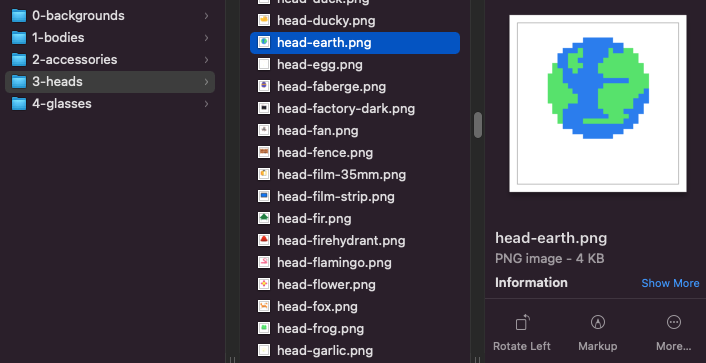 0-backgrounds
1-bodies
2-accessories
3-heads
4-glasses
head-duck.png
head-ducky.png
head-earth.png
head-egg.png
head-faberge.png
head-factory-dark.png
head-fan.png
head-fence.png
head-film-35mm.png
head-film-strip.png
head-fir.png
head-firehydrant.png
head-flamingo.png
head-flower.png
head-fox.png
head-frog.png
head-garlic.png
head-earth.png
PNG image - 4 KB
Information Show More
Rotate Left Markup More...